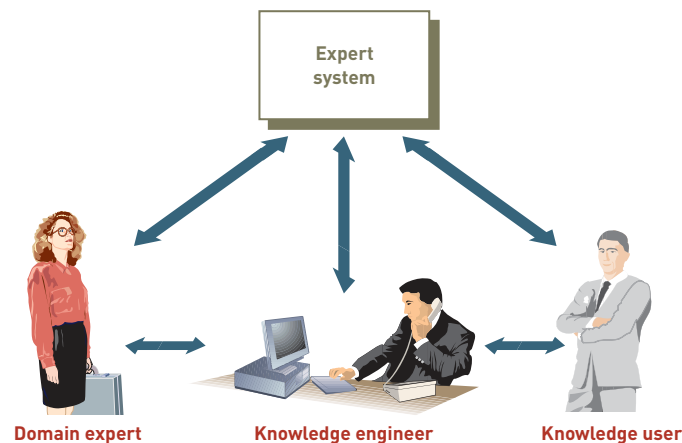 Expert
system
Domain expert
Knowledge engineer
Knowledge user